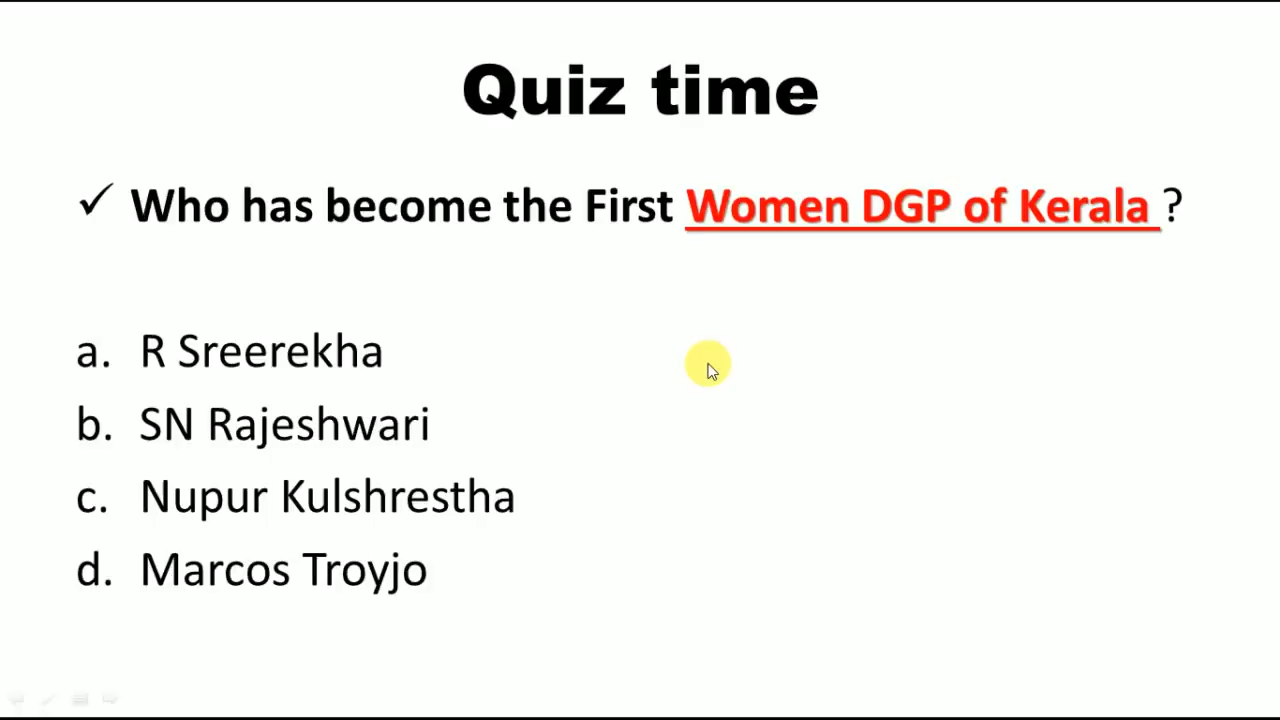 Quiz time
✓ Who has become the First Women DGP of Kerala ?
a. R Sreerekha
b. SN Rajeshwari
c. Nupur Kulshrestha
d. Marcos Troyjo